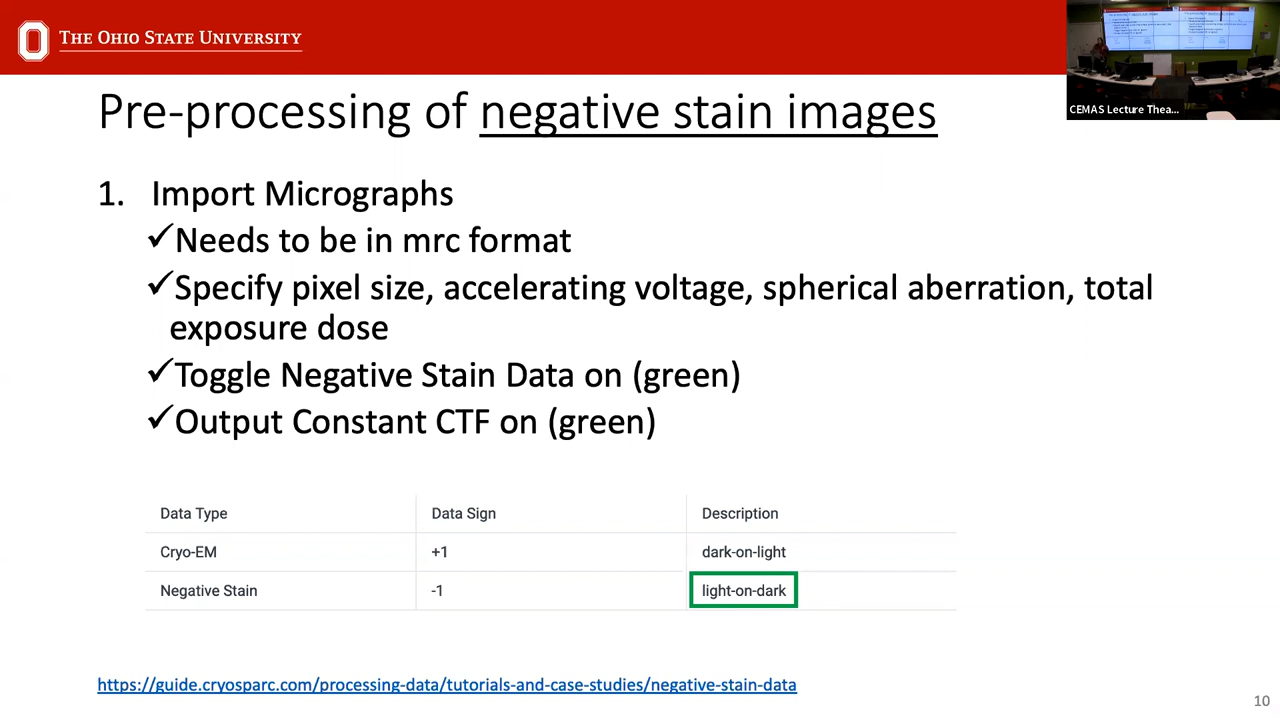 THE OHIO STATE UNIVERSITY
CEMAS Lecture Thea...
Pre-processing of negative stain images
1. Import Micrographs
✓Needs to be in mrc format
✓Specify pixel size, accelerating voltage, spherical aberration, total
exposure dose
✓Toggle Negative Stain Data on (green)
✓Output Constant CTF on (green)
Data Type Data Sign Description
Cryo-EM +1 dark-on-light
Negative Stain -1 light-on-dark
https://guide.cryosparc.com/processing-data/tutorials-and-case-studies/negative-stain-data
10